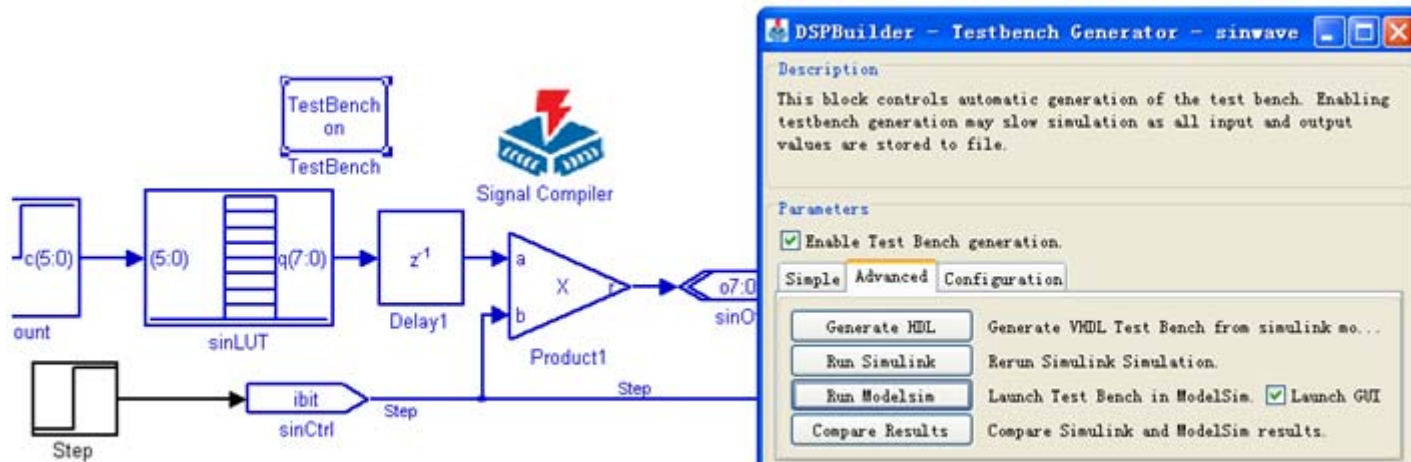 TestBench
on
TestBench
Signal Compiler
c(5:0)
ount
(5:0)
q(7:0)
sinLUT
z-1
Delay1
a
b
X
r
Product1
o7:0
sinO
Step
ibit
sinCtrl
Step
Step
DSPBuilder - Testbench Generator - sinwave
Description
This block controls automatic generation of the test bench. Enabling
testbench generation may slow simulation as all input and output
values are stored to file.
Parameters
Enable Test Bench generation.
Simple Advanced Configuration
Generate HDL Generate VHDL Test Bench from simulink mo...
Run Simulink Rerun Simulink Simulation.
Run Modelsim Launch Test Bench in ModelSim. Launch GUI
Compare Results Compare Simulink and ModelSim results.